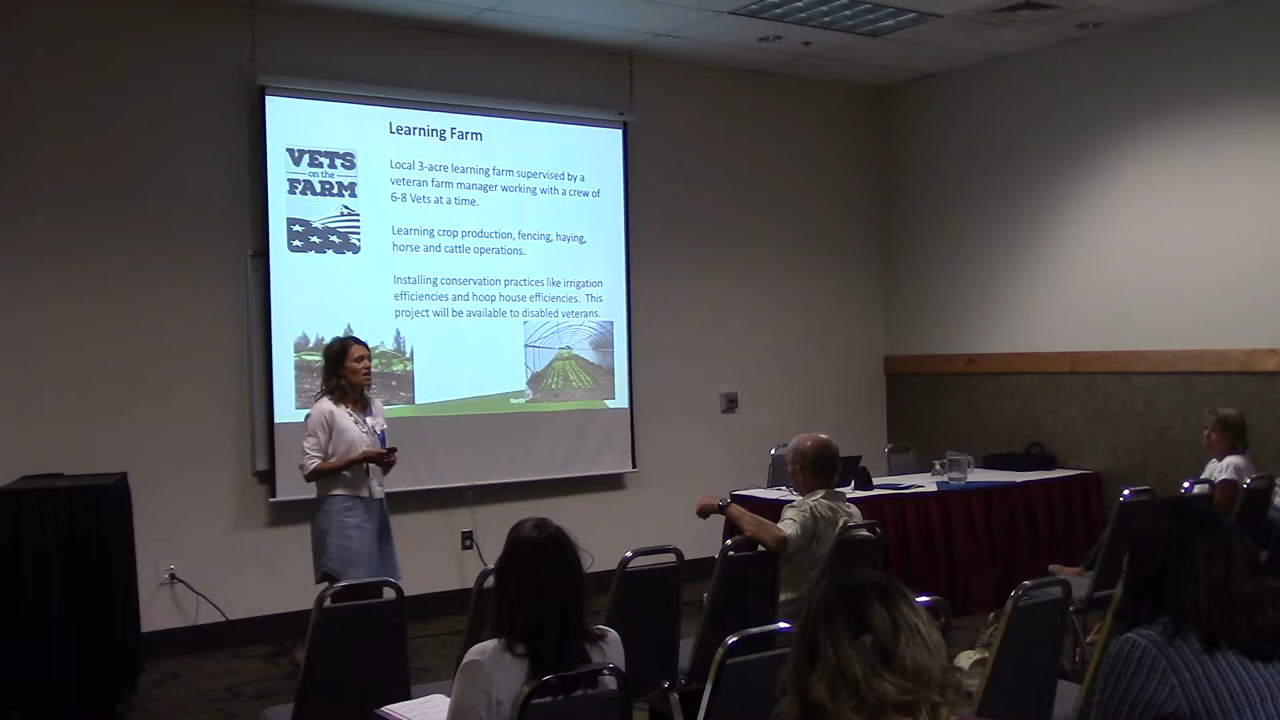 Learning Farm
VETS
on the
FARM
Local 3-acre learning farm supervised by a
veteran farm manager working with a crew of
6-8 Vets at a time.
Learning crop production, fencing, haying,
horse and cattle operations.
Installing conservation practices like irrigation
efficiencies and hoop house efficiencies. This
project will be available to disabled veterans.
North